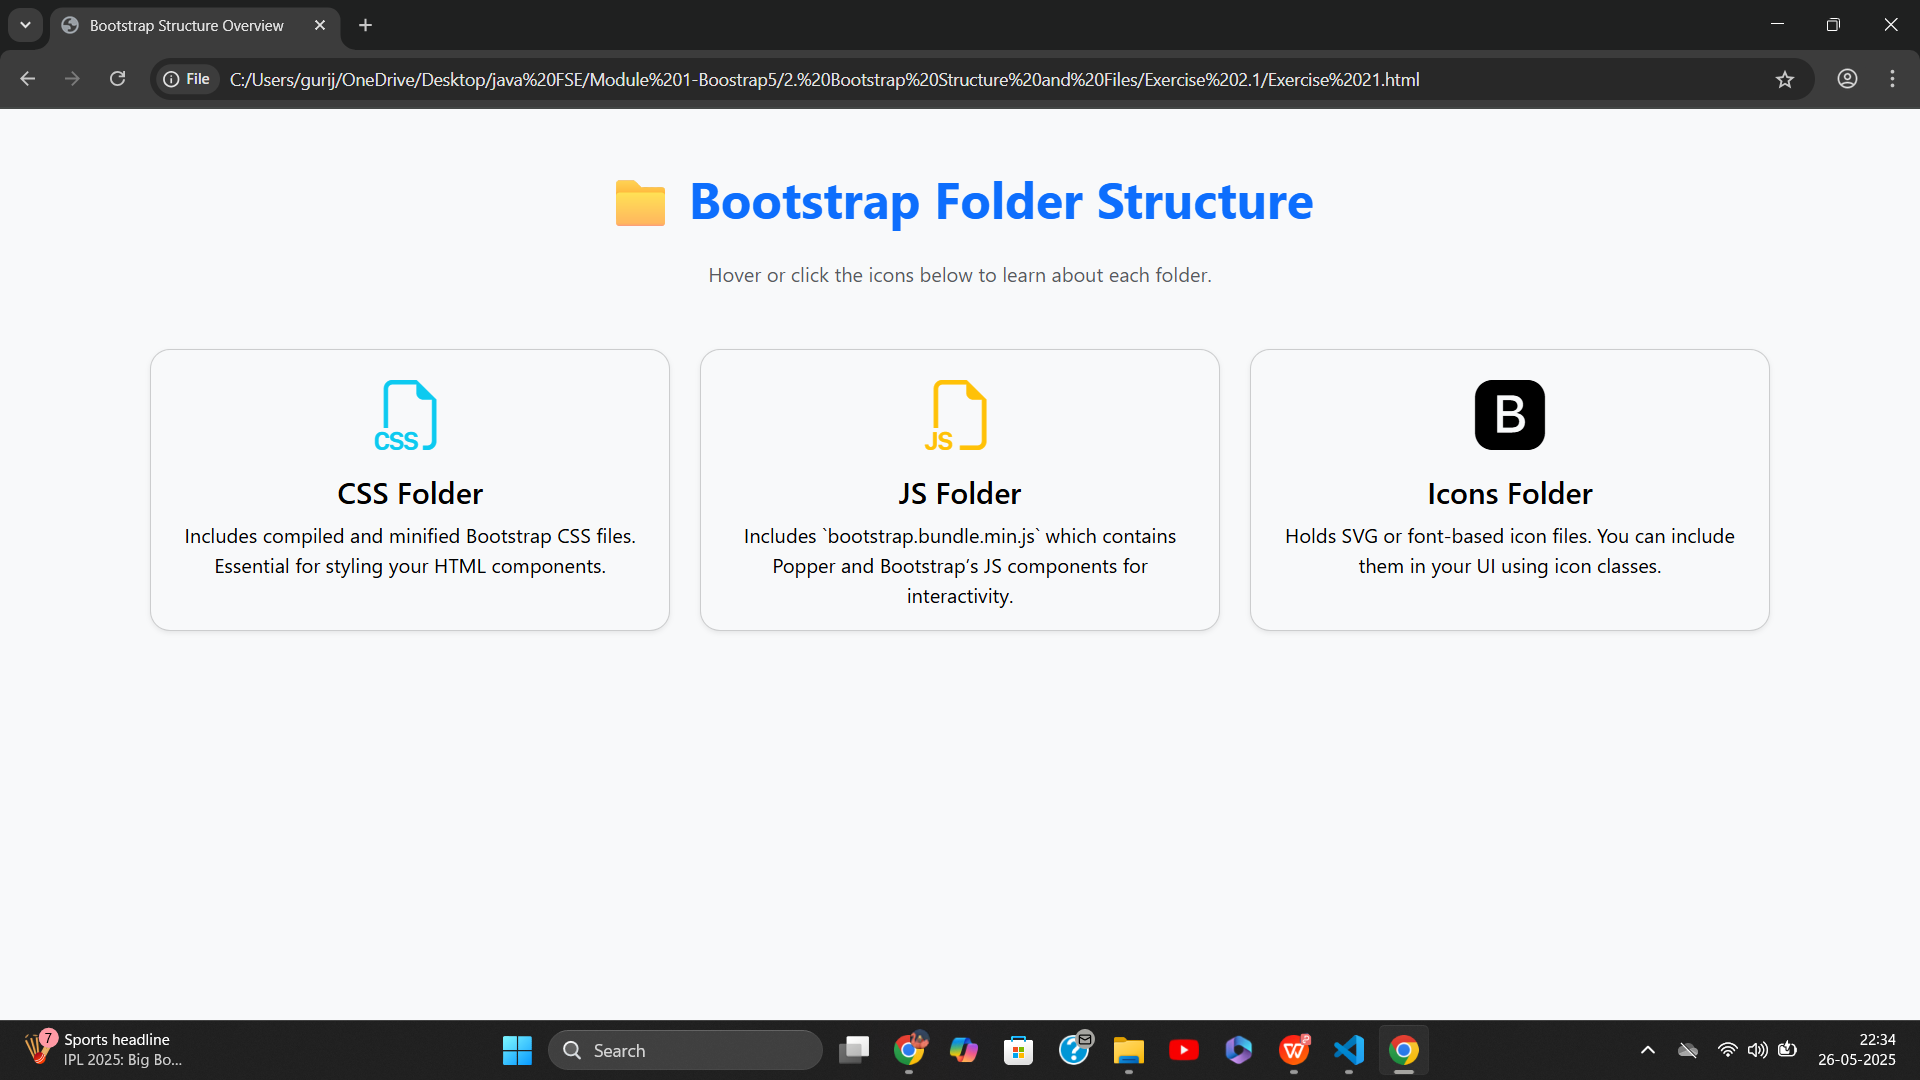 Bootstrap Structure Overview
File
C:/Users/gurij/OneDrive/Desktop/java%20FSE/Module%201-Boostrap5/2.%20Bootstrap%20Structure%20and%20Files/Exercise%202.1/Exercise%2021.html
Bootstrap Folder Structure
Hover or click the icons below to learn about each folder.
CSS
CSS Folder
Includes compiled and minified Bootstrap CSS files.
Essential for styling your HTML components.
JS
JS Folder
Includes `bootstrap.bundle.min.js` which contains
Popper and Bootstrap’s JS components for
interactivity.
B
Icons Folder
Holds SVG or font-based icon files. You can include
them in your UI using icon classes.
7
Sports headline
IPL 2025: Big Bo...
Search
22:34
26-05-2025